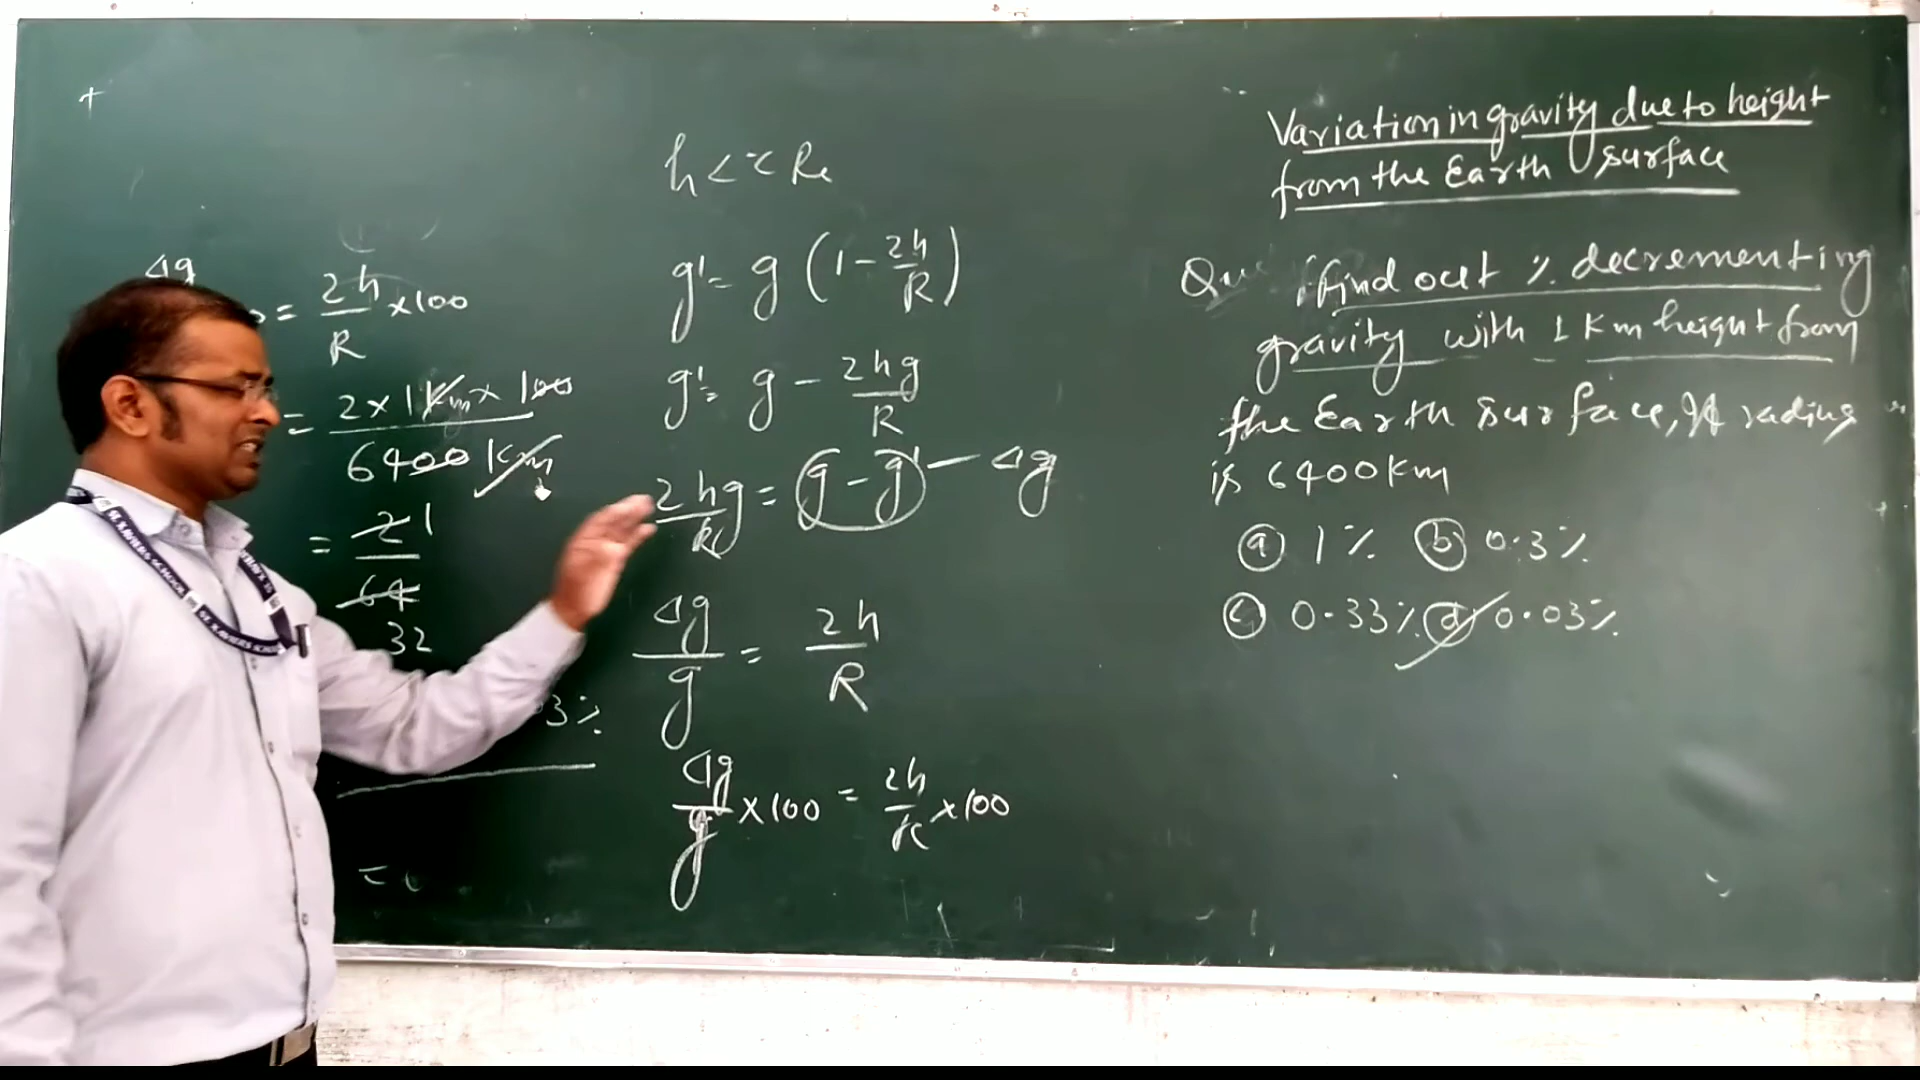 Variation in gravity due to height
from the Earth surface
Find out % decrement in g
gravity with 1 Km height from
the Earth surface, If radius
is 6400 Km
(a) 1% (b) 0.3%
(c) 0.33% (d) 0.03%
h << Re
g' = g (1 - 2h/R)
g' = g - 2hg/R
2hg/R = (g - g') - Δg
Δg/g = 2h/R
Δg/g × 100 = 2h/R × 100
Δg
= 2h/R × 100
= 2 × 1 Km × 100 / 6400 Km
= 2 1 / 64
32
3%